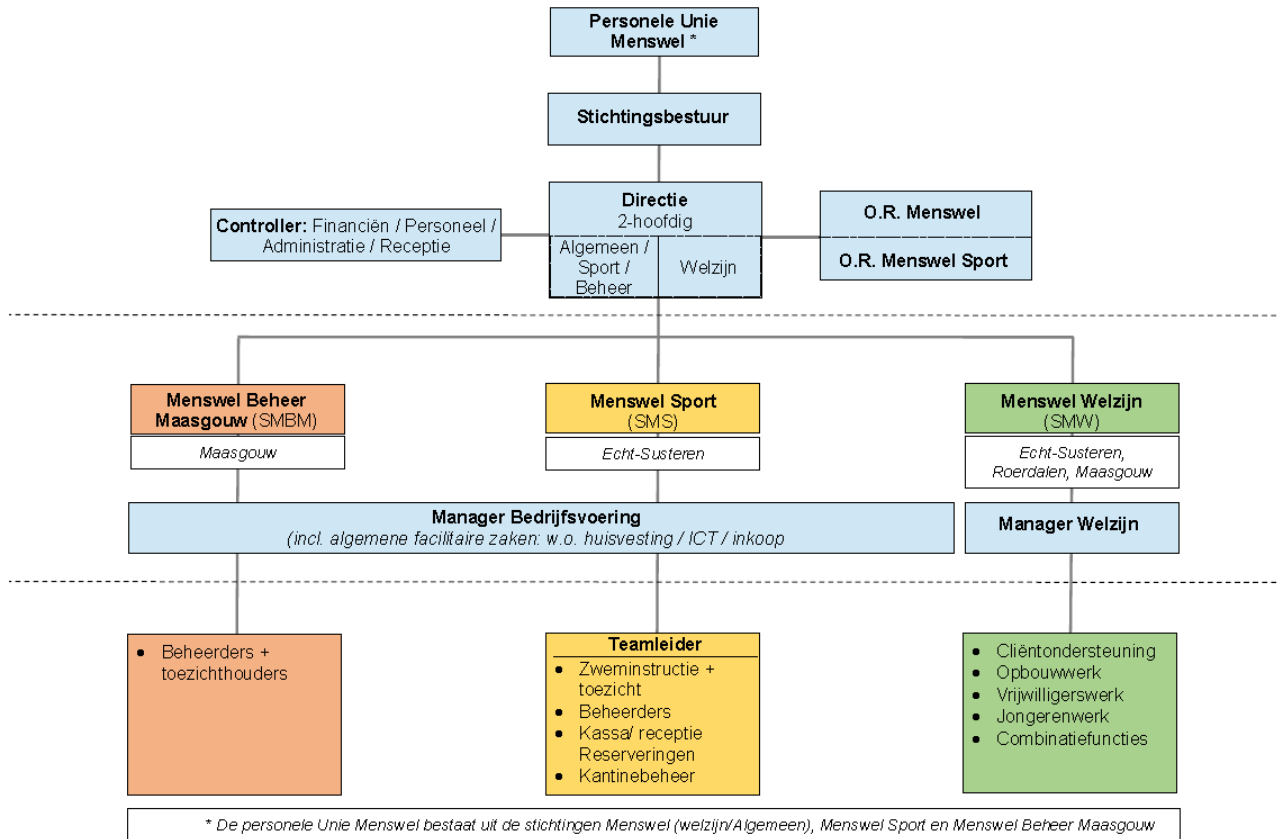 Personele Unie
Menswel *
Stichtingsbestuur
Directie
2-hoofdig
Algemeen /
Sport /
Beheer
Welzijn
Controller: Financiën / Personeel /
Administratie / Receptie
O.R. Menswel
O.R. Menswel Sport
Menswel Beheer
Maasgouw (SMBM)
Maasgouw
Menswel Sport
(SMS)
Echt-Susteren
Menswel Welzijn
(SMW)
Echt-Susteren,
Roerdalen, Maasgouw
Manager Bedrijfsvoering
(incl. algemene facilitaire zaken: w.o. huisvesting / ICT / inkoop
Manager Welzijn
• Beheerders +
toezichthouders
Teamleider
• Zweminstructie +
toezicht
• Beheerders
• Kassa/ receptie
Reserveringen
• Kantinebeheer
• Cliëntondersteuning
• Opbouwwerk
• Vrijwilligerswerk
• Jongerenwerk
• Combinatiefuncties
* De personele Unie Menswel bestaat uit de stichtingen Menswel (welzijn/Algemeen), Menswel Sport en Menswel Beheer Maasgouw